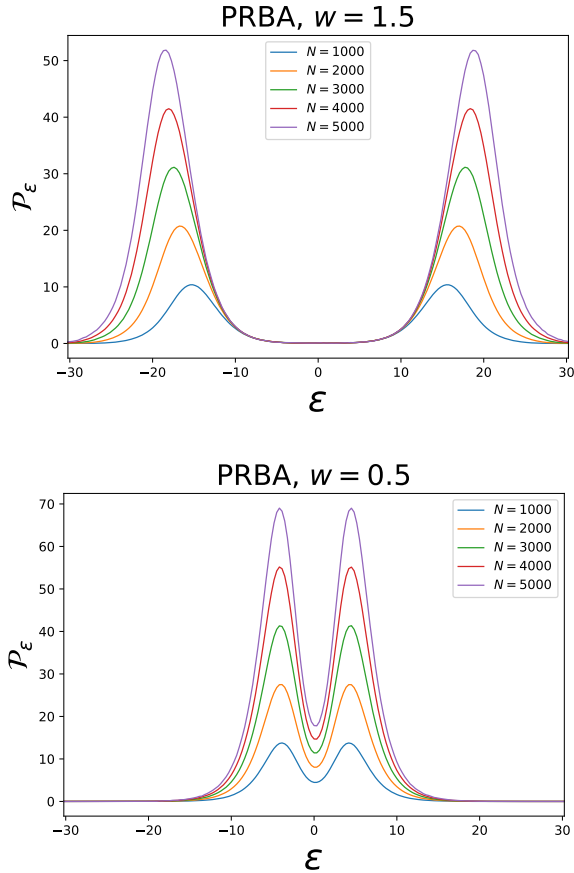 PRBA, w = 1.5
N = 1000
N = 2000
N = 3000
N = 4000
N = 5000
50
40
30
20
10
0
𝒫ε
−30 −20 −10 0 10 20 30
ε
PRBA, w = 0.5
N = 1000
N = 2000
N = 3000
N = 4000
N = 5000
70
60
50
40
30
20
10
0
𝒫ε
−30 −20 −10 0 10 20 30
ε